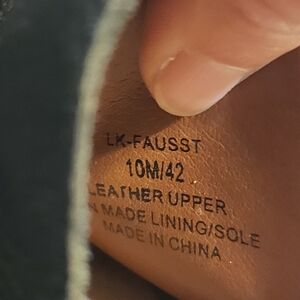 LK-FAUSST
10M/42
LEATHER UPPER
N MADE LINING/SOLE
MADE IN CHINA